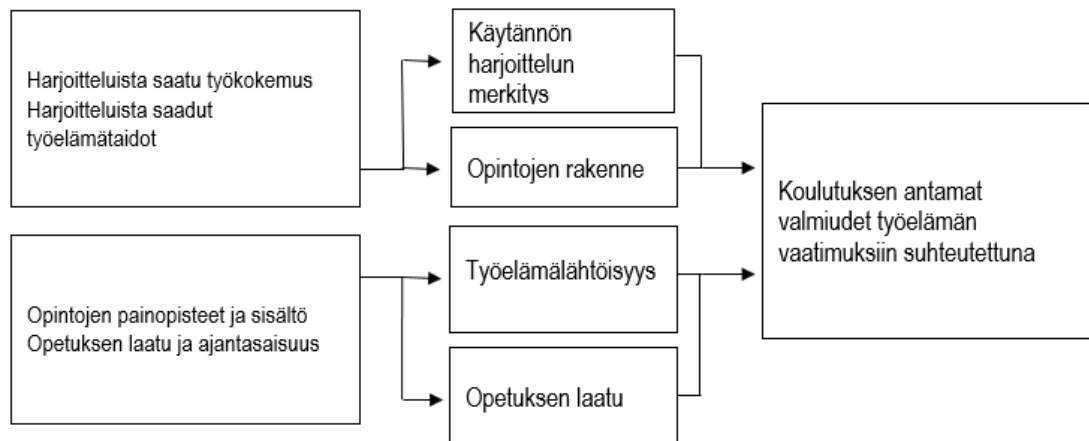 Harjoitteluista saatu työkokemus
Harjoitteluista saadut
työelämätaidot
Opintojen painopisteet ja sisältö
Opetuksen laatu ja ajantasaisuus
Käytännön
harjoittelun
merkitys
Opintojen rakenne
Työelämälähtöisyys
Opetuksen laatu
Koulutuksen antamat
valmiudet työelämän
vaatimuksiin suhteutettuna